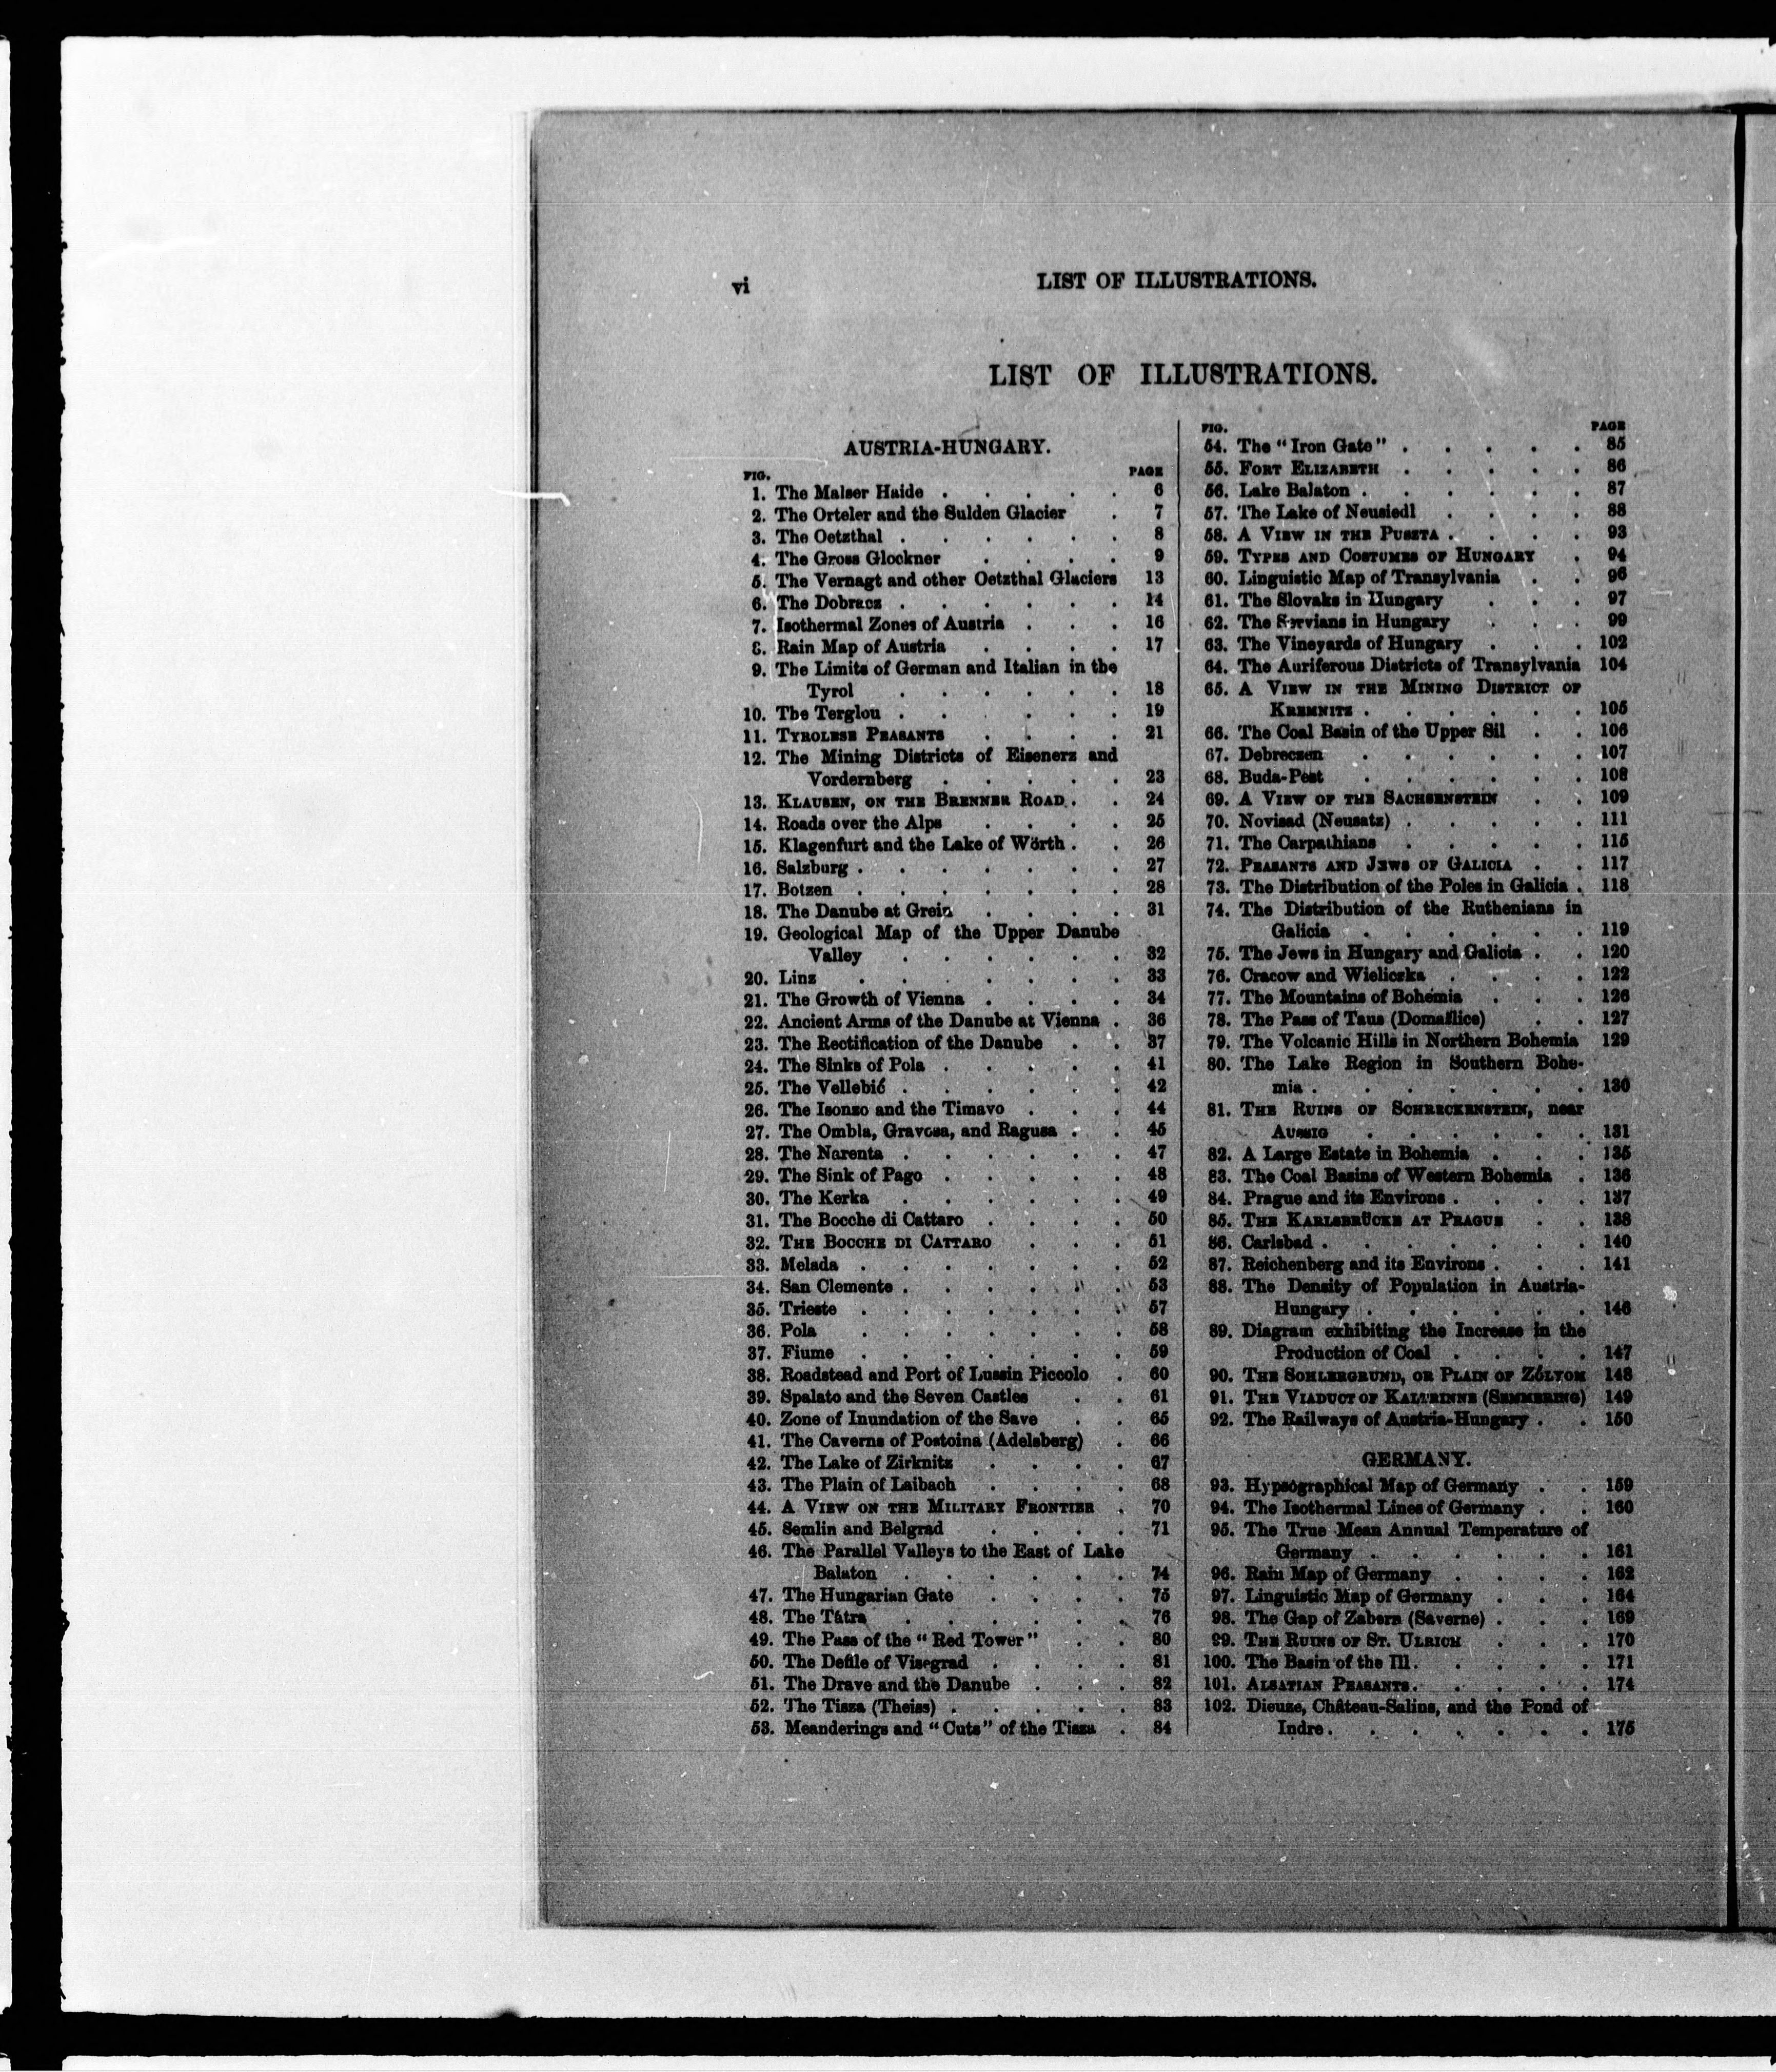 vi
LIST OF ILLUSTRATIONS.
LIST OF ILLUSTRATIONS.
AUSTRIA-HUNGARY.
FIG. PAGE
1. The Malser Haide . . . . . 6
2. The Orteler and the Sulden Glacier . 7
3. The Oetzthal . . . . . . 8
4. The Gross Glockner . . . . 9
5. The Vernagt and other Oetzthal Glaciers 13
6. The Dobracz . . . . . . 14
7. Isothermal Zones of Austria . . . 16
8. Rain Map of Austria . . . . 17
9. The Limits of German and Italian in the
Tyrol . . . . . . 18
10. The Terglou . . . . . . 19
11. TYROLESE PEASANTS . . . . 21
12. The Mining Districts of Eisenerz and
Vordernberg . . . . . 23
13. KLAUSEN, ON THE BRENNER ROAD . . 24
14. Roads over the Alps . . . . 25
15. Klagenfurt and the Lake of Wörth . . 26
16. Salzburg . . . . . . . 27
17. Botzen . . . . . . . 28
18. The Danube at Grein . . . . 31
19. Geological Map of the Upper Danube
Valley . . . . . . 32
20. Linz . . . . . . . 33
21. The Growth of Vienna . . . . 34
22. Ancient Arms of the Danube at Vienna . 36
23. The Rectification of the Danube . . 37
24. The Sinks of Pola . . . . . 41
25. The Vellebić . . . . . . 42
26. The Isonzo and the Timavo . . . 44
27. The Ombla, Gravosa, and Ragusa . . 45
28. The Narenta . . . . . . 47
29. The Sink of Pago . . . . . 48
30. The Kerka . . . . . . 49
31. The Bocche di Cattaro . . . . 50
32. THE BOCCHE DI CATTARO . . . 51
33. Melada . . . . . . . 52
34. San Clemente . . . . . . 53
35. Trieste . . . . . . . 57
36. Pola . . . . . . . 58
37. Fiume . . . . . . . 59
38. Roadstead and Port of Lussin Piccolo . 60
39. Spalato and the Seven Castles . . 61
40. Zone of Inundation of the Save . . 65
41. The Caverns of Postoina (Adelsberg) . 66
42. The Lake of Zirknitz . . . . 67
43. The Plain of Laibach . . . . 68
44. A VIEW ON THE MILITARY FRONTIER . 70
45. Semlin and Belgrad . . . . 71
46. The Parallel Valleys to the East of Lake
Balaton . . . . . . 74
47. The Hungarian Gate . . . . 75
48. The Tátra . . . . . . 76
49. The Pass of the "Red Tower" . . 80
50. The Defile of Visegrad . . . . 81
51. The Drave and the Danube . . . 82
52. The Tisza (Theiss) . . . . . 83
53. Meanderings and "Cuts" of the Tisza . 84
FIG. PAGE
54. The "Iron Gate" . . . . . 85
55. FORT ELIZABETH . . . . . 86
56. Lake Balaton . . . . . . 87
57. The Lake of Neusiedl . . . . 88
58. A VIEW IN THE PUSZTA . . . . 93
59. TYPES AND COSTUMES OF HUNGARY . 94
60. Linguistic Map of Transylvania . . 96
61. The Slovaks in Hungary . . . 97
62. The Servians in Hungary . . . 99
63. The Vineyards of Hungary . . . 102
64. The Auriferous Districts of Transylvania 104
65. A VIEW IN THE MINING DISTRICT OF
KREMNITZ . . . . . . 105
66. The Coal Basin of the Upper Sil . . 106
67. Debreczen . . . . . . 107
68. Buda-Pest . . . . . . 108
69. A VIEW OF THE SACHSENSTEIN . . 109
70. Novisad (Neusatz) . . . . . 111
71. The Carpathians . . . . . 115
72. PEASANTS AND JEWS OF GALICIA . . 117
73. The Distribution of the Poles in Galicia . 118
74. The Distribution of the Ruthenians in
Galicia . . . . . . 119
75. The Jews in Hungary and Galicia . . 120
76. Cracow and Wieliczka . . . . 122
77. The Mountains of Bohemia . . . 126
78. The Pass of Taus (Domažlice) . . 127
79. The Volcanic Hills in Northern Bohemia 129
80. The Lake Region in Southern Bohe-
mia . . . . . . . 130
81. THE RUINS OF SCHRECKENSTEIN, near
AUSSIG . . . . . . 131
82. A Large Estate in Bohemia . . . 135
83. The Coal Basins of Western Bohemia . 136
84. Prague and its Environs . . . . 137
85. THE KARLSBRÜCKE AT PRAGUE . . 138
86. Carlsbad . . . . . . . 140
87. Reichenberg and its Environs . . . 141
88. The Density of Population in Austria-
Hungary . . . . . . 146
89. Diagram exhibiting the Increase in the
Production of Coal . . . . 147
90. THE SOHLERGRUND, OR PLAIN OF ZÓLYOM 148
91. THE VIADUCT OF KALTRINNE (SEMMERING) 149
92. The Railways of Austria-Hungary . . 150
GERMANY.
93. Hypsographical Map of Germany . . 159
94. The Isothermal Lines of Germany . . 160
95. The True Mean Annual Temperature of
Germany . . . . . . 161
96. Rain Map of Germany . . . . 162
97. Linguistic Map of Germany . . . 164
98. The Gap of Zabern (Saverne) . . . 169
99. THE RUINS OF ST. ULRICH . . . 170
100. The Basin of the Ill . . . . . 171
101. ALSATIAN PEASANTS . . . . . 174
102. Dieuze, Château-Salins, and the Pond of
Indre . . . . . . . 175